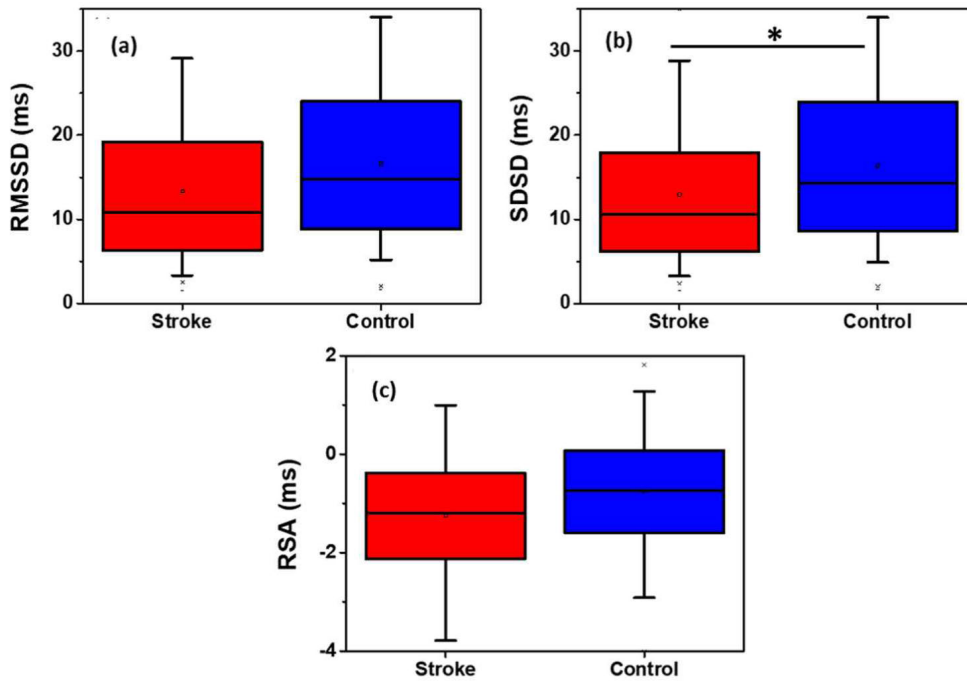 (a)
RMSSD (ms)
30
20
10
0
Stroke Control
(b)
*
SDSD (ms)
30
20
10
0
Stroke Control
(c)
RSA (ms)
2
0
-2
-4
Stroke Control